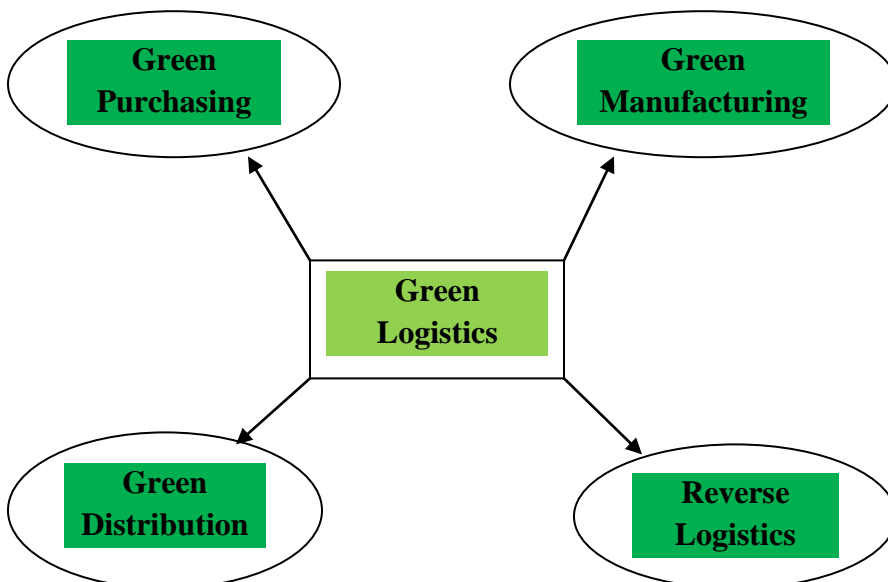 Green
Purchasing
Green
Manufacturing
Green
Logistics
Green
Distribution
Reverse
Logistics